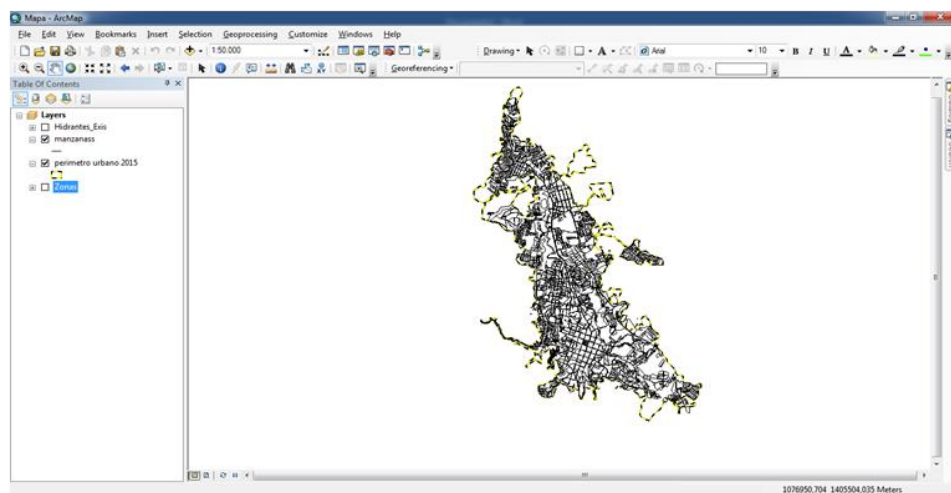 Mapa - ArcMap
File Edit View Bookmarks Insert Selection Geoprocessing Customize Windows Help
1:50.000 Drawing A Arial 10 B I U A
Georeferencing
Table Of Contents
Layers
Hidrantes_Exis
manzanass
perimetro urbano 2015
Zonas
1076950,704 1405504,035 Meters